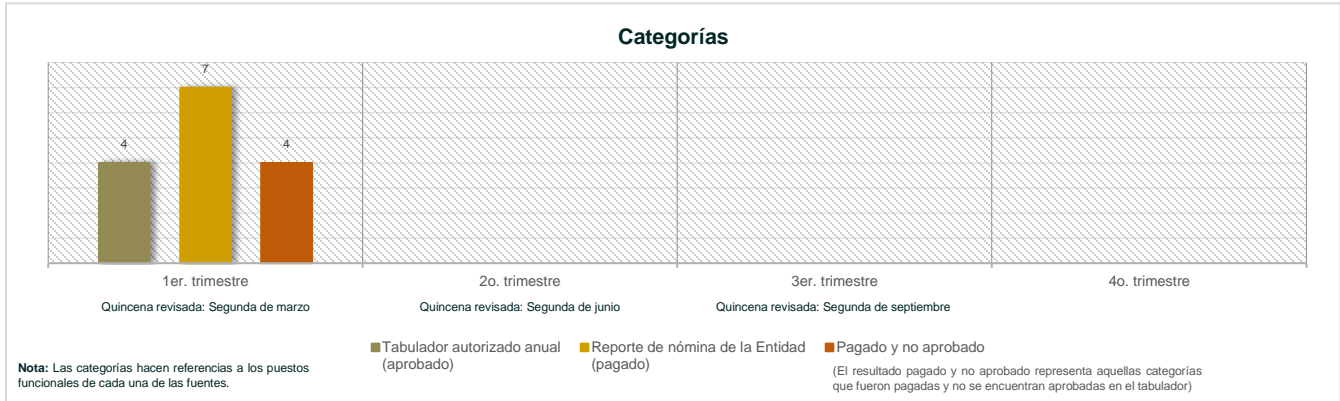 Categorías
7
4
4
1er. trimestre
2o. trimestre
3er. trimestre
4o. trimestre
Quincena revisada: Segunda de marzo
Quincena revisada: Segunda de junio
Quincena revisada: Segunda de septiembre
Tabulador autorizado anual
(aprobado)
Reporte de nómina de la Entidad
(pagado)
Pagado y no aprobado
(El resultado pagado y no aprobado representa aquellas categorías
que fueron pagadas y no se encuentran aprobadas en el tabulador)
Nota: Las categorías hacen referencias a los puestos
funcionales de cada una de las fuentes.